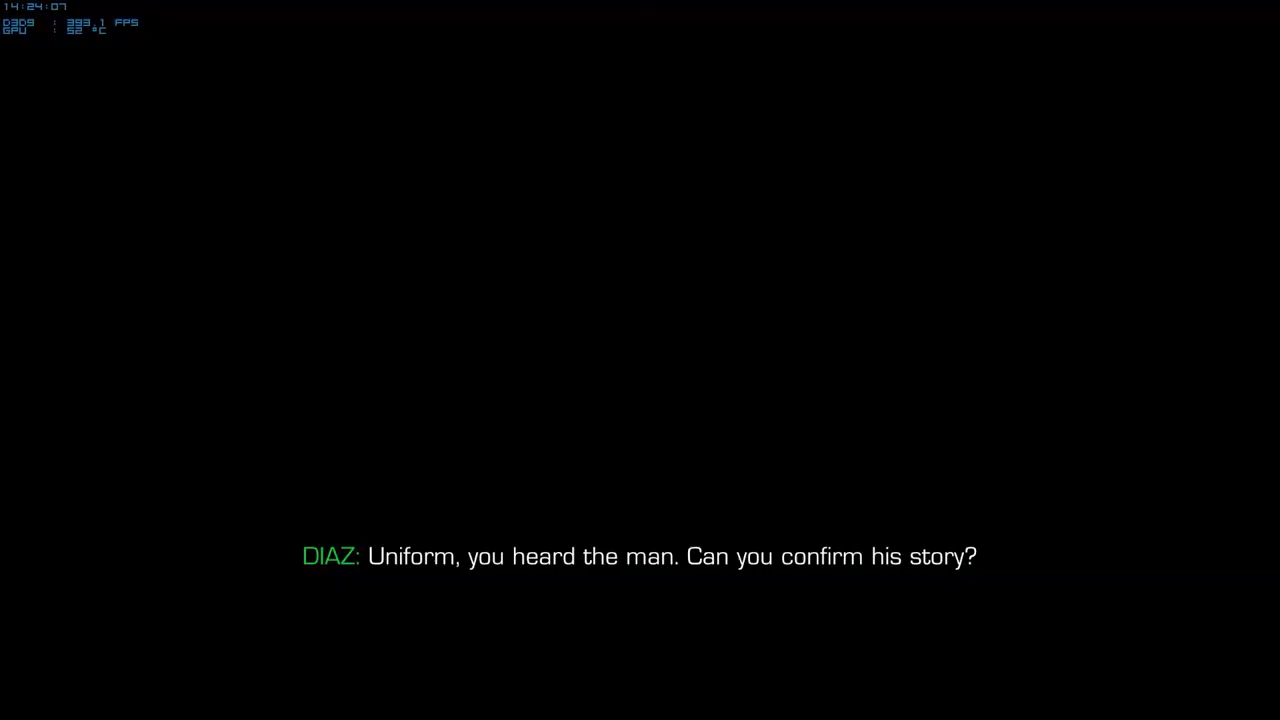 14:24:07
D3D9 : 393.1 FPS
GPU : 52 °C
DIAZ: Uniform, you heard the man. Can you confirm his story?